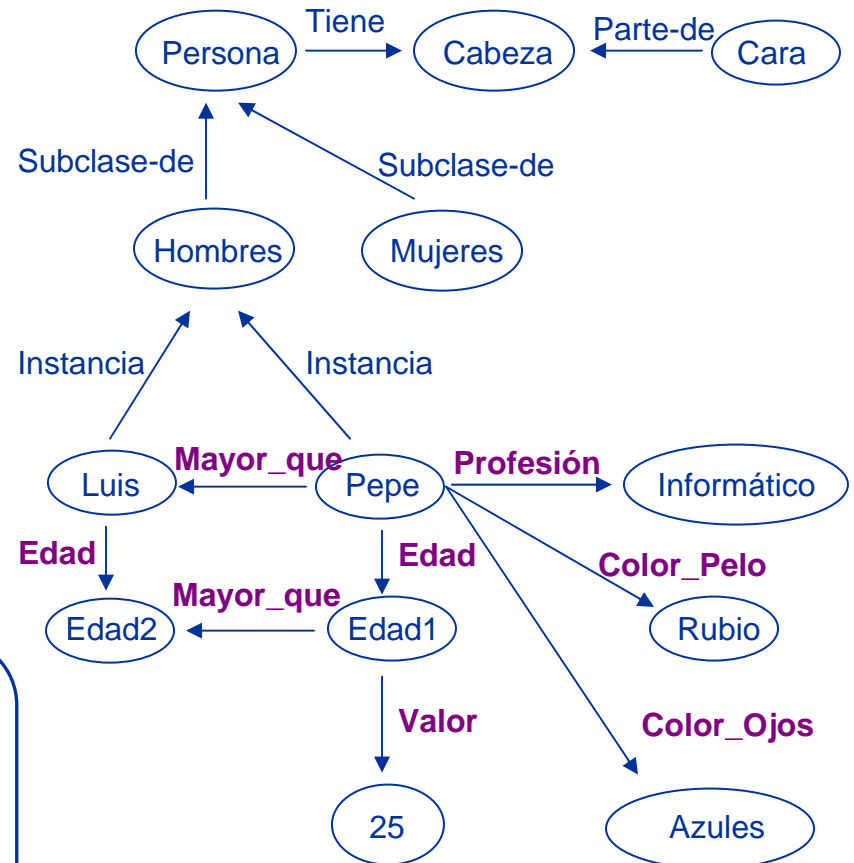 Tiene
Persona
Cabeza
Parte-de
Cara
Subclase-de
Subclase-de
Hombres
Mujeres
Instancia
Instancia
Luis
Mayor_que
Pepe
Profesión
Informático
Edad
Edad
Color_Pelo
Edad2
Mayor_que
Edad1
Rubio
Valor
Color_Ojos
25
Azules